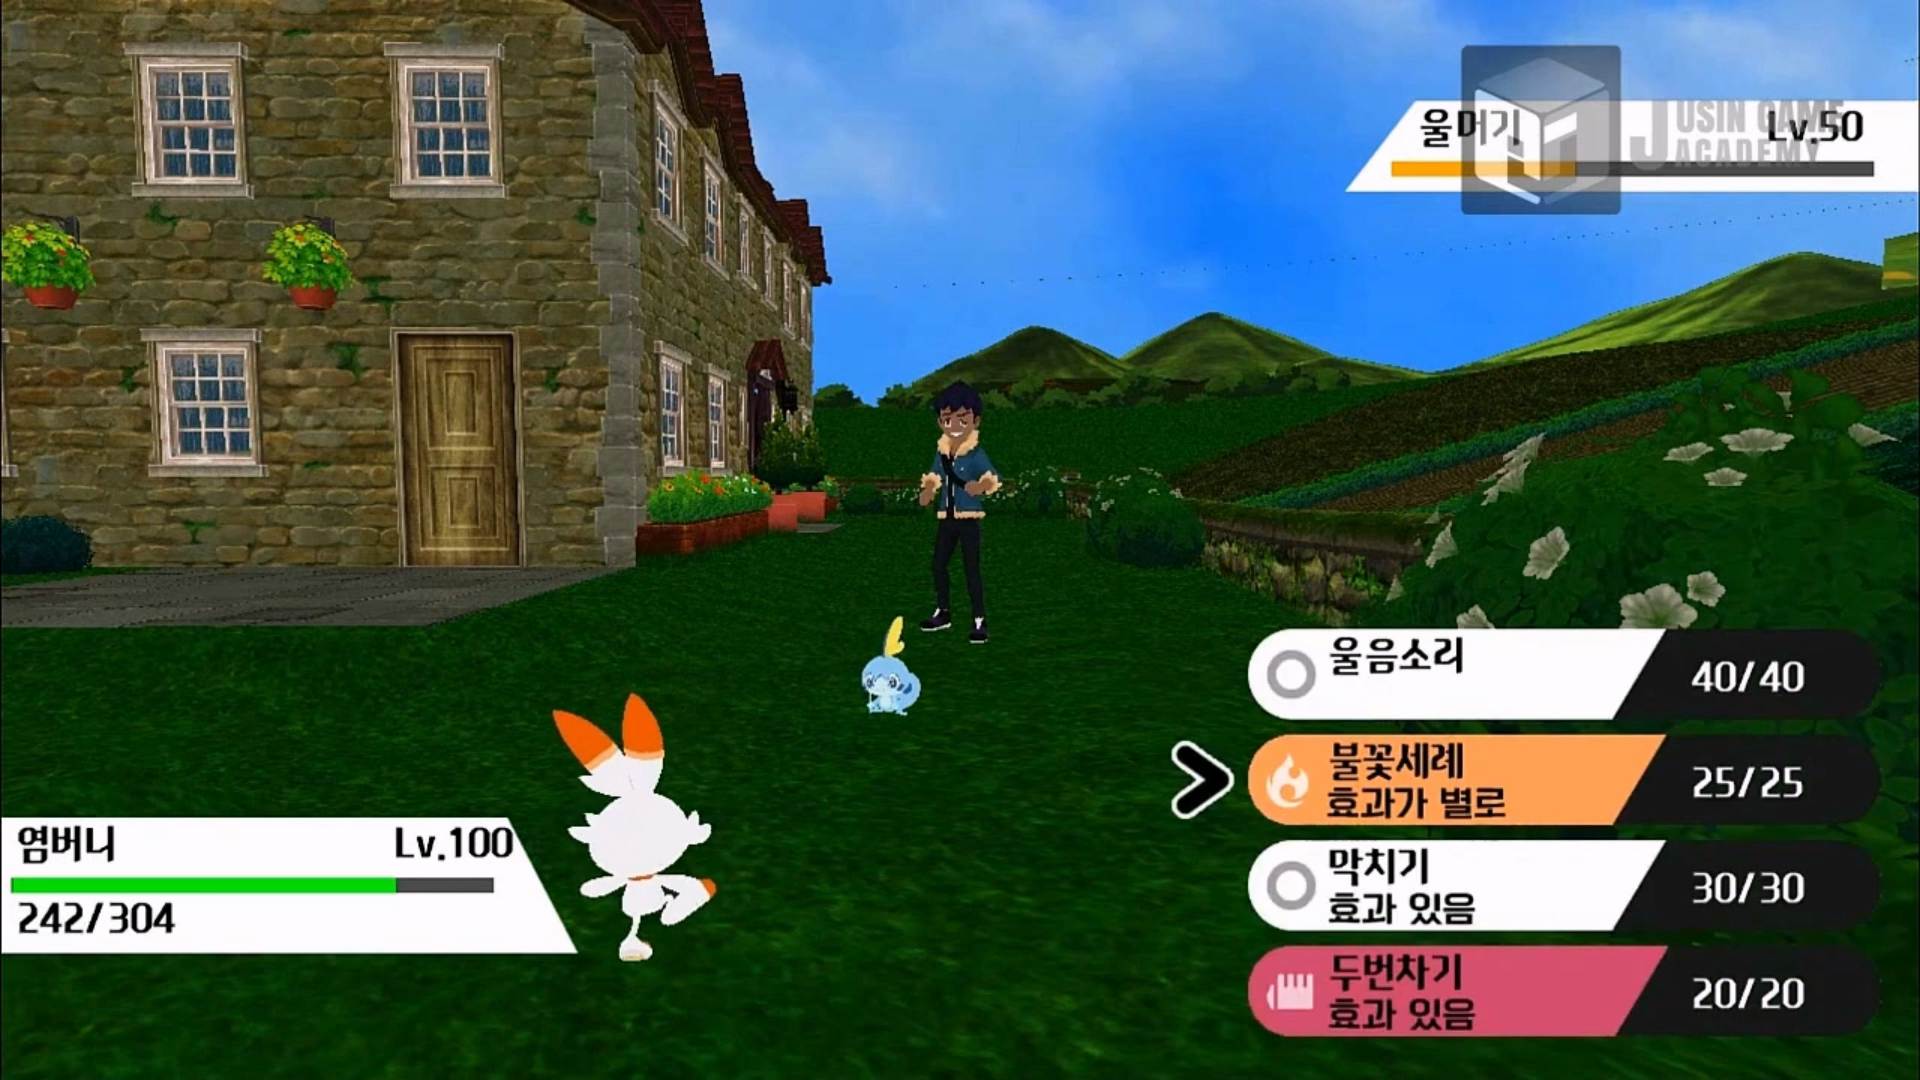 울머기 Lv.50
JUSIN GAME
ACADEMY
울음소리 40/40
불꽃세례
효과가 별로 25/25
막치기
효과 있음 30/30
두번차기
효과 있음 20/20
염버니 Lv.100
242/304